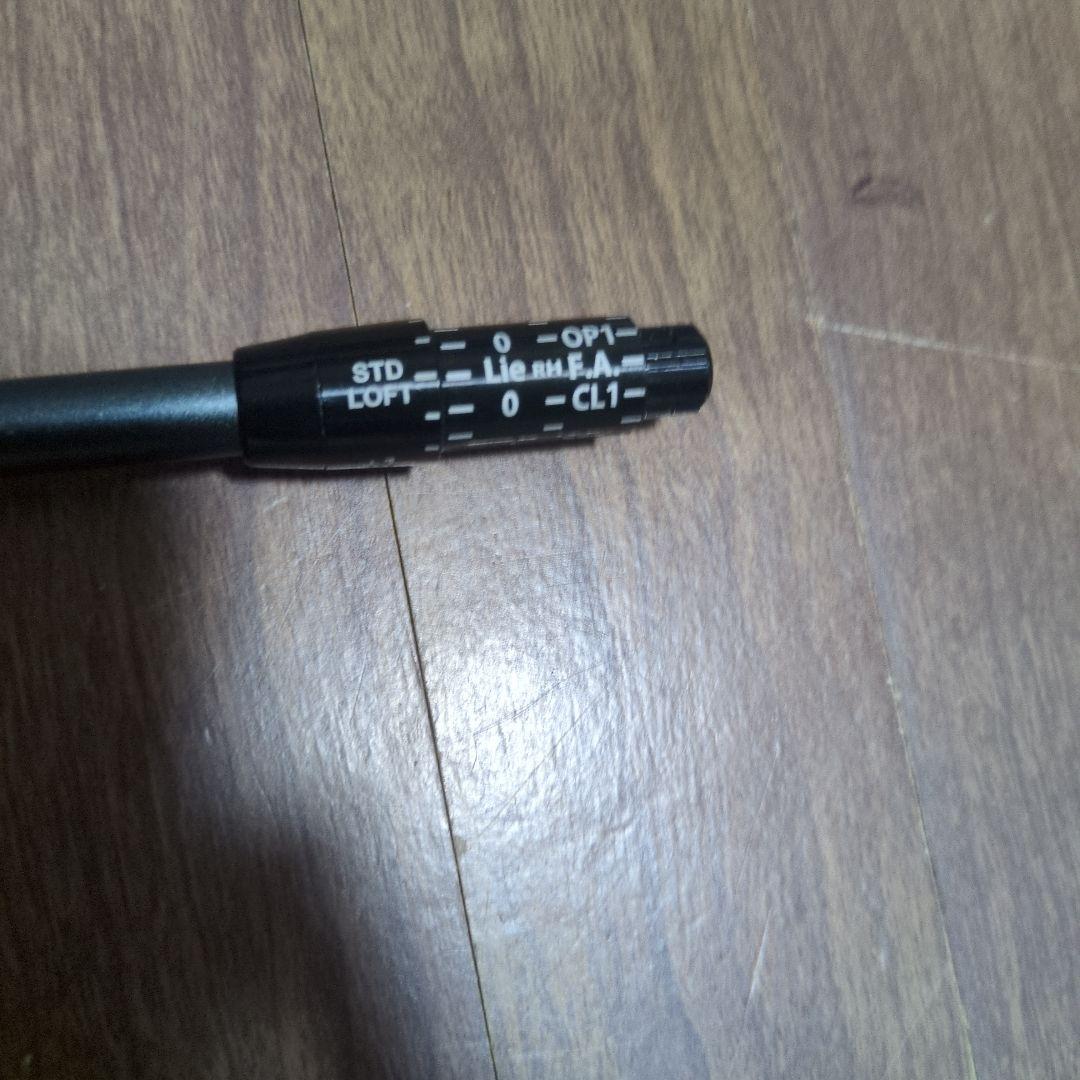 STD
LOFT
0
OP1
Lie RH F.A.
0
CL1